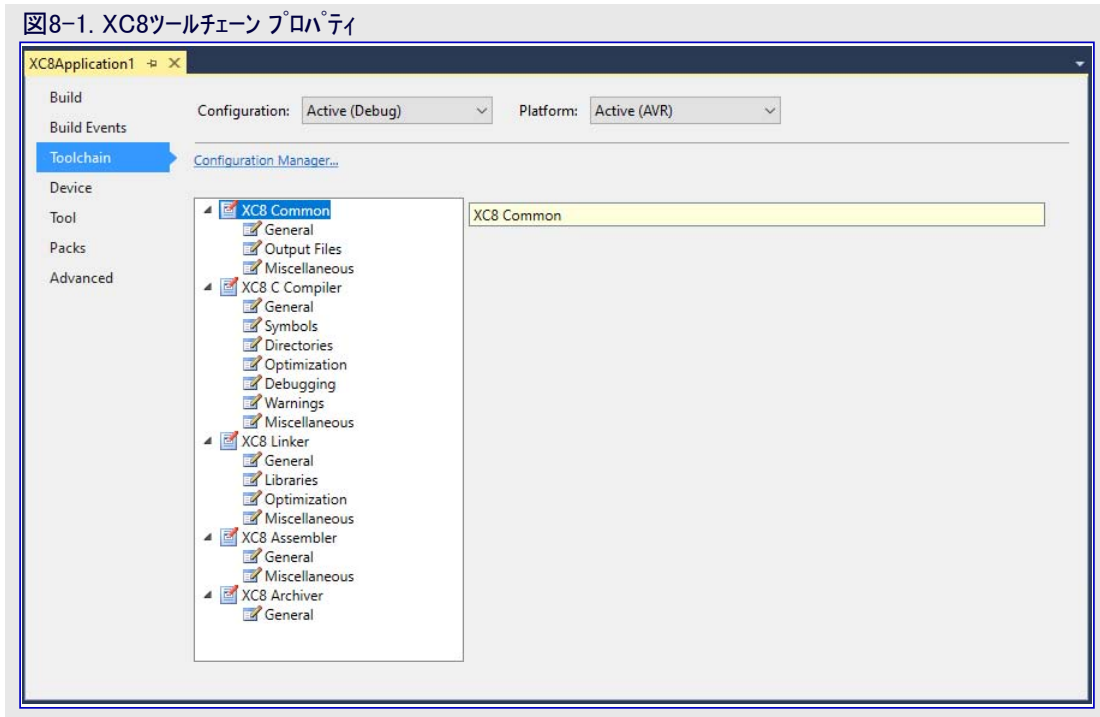 図8-1. XC8ツールチェーン プロパティ
XC8Application1
Build
Build Events
Toolchain
Device
Tool
Packs
Advanced
Configuration: Active (Debug) Platform: Active (AVR)
Configuration Manager...
XC8 Common
General
Output Files
Miscellaneous
XC8 C Compiler
General
Symbols
Directories
Optimization
Debugging
Warnings
Miscellaneous
XC8 Linker
General
Libraries
Optimization
Miscellaneous
XC8 Assembler
General
Miscellaneous
XC8 Archiver
General
XC8 Common